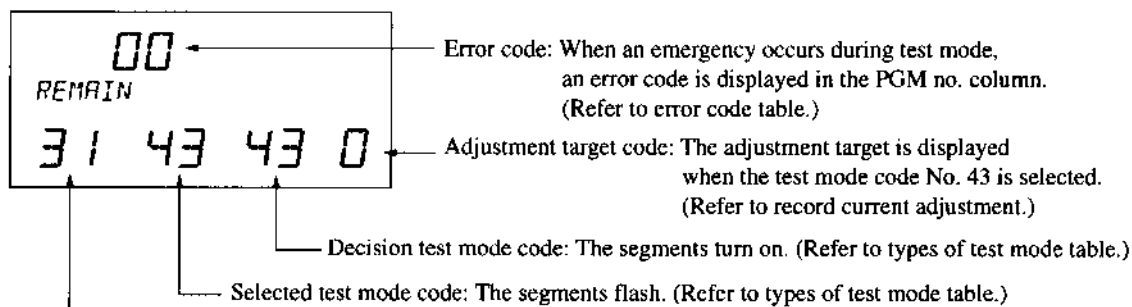 00
Error code: When an emergency occurs during test mode,
an error code is displayed in the PGM no. column.
(Refer to error code table.)
REMAIN
31 43 43 0
Adjustment target code: The adjustment target is displayed
when the test mode code No. 43 is selected.
(Refer to record current adjustment.)
Decision test mode code: The segments turn on. (Refer to types of test mode table.)
Selected test mode code: The segments flash. (Refer to types of test mode table.)